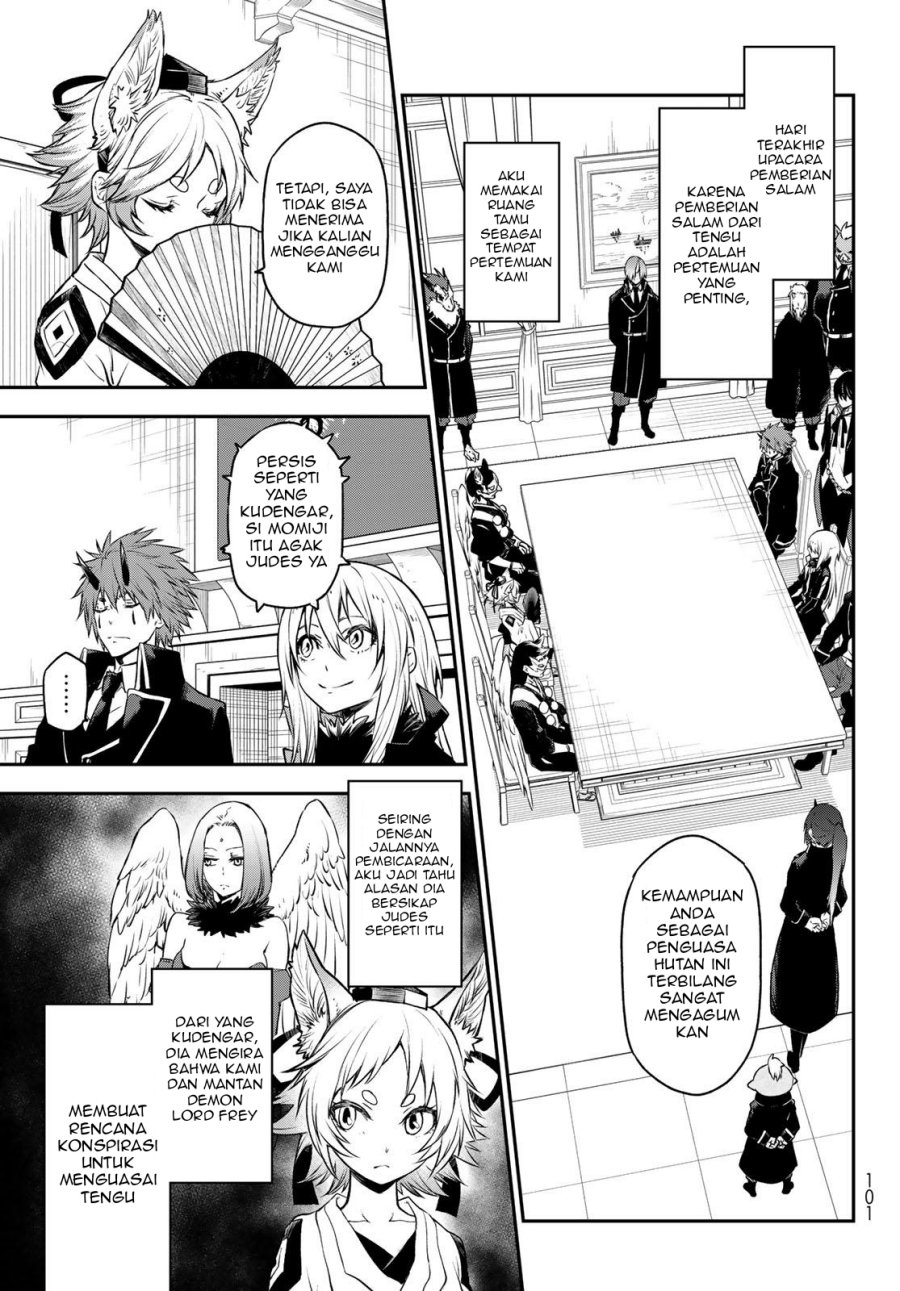 HARI
TERAKHIR
UPACARA
PEMBERIAN
SALAM
KARENA
PEMBERIAN
SALAM DARI
TENGU
ADALAH
PERTEMUAN
YANG
PENTING,
AKU
MEMAKAI
RUANG
TAMU
SEBAGAI
TEMPAT
PERTEMUAN
KAMI
KEMAMPUAN
ANDA
SEBAGAI
PENGUASA
HUTAN INI
TERBILANG
SANGAT
MENGAGUM
KAN
TETAPI, SAYA
TIDAK BISA
MENERIMA
JIKA KALIAN
MENGGANGGU
KAMI
PERSIS
SEPERTI
YANG
KUDENGAR,
SI MOMIJI
ITU AGAK
JUDES YA
......
SEIRING
DENGAN
JALANNYA
PEMBICARAAN,
AKU JADI TAHU
ALASAN DIA
BERSIKAP
JUDES
SEPERTI ITU
DARI YANG
KUDENGAR,
DIA MENGIRA
BAHWA KAMI
DAN MANTAN
DEMON
LORD FREY
MEMBUAT
RENCANA
KONSPIRASI
UNTUK
MENGUASAI
TENGU
101